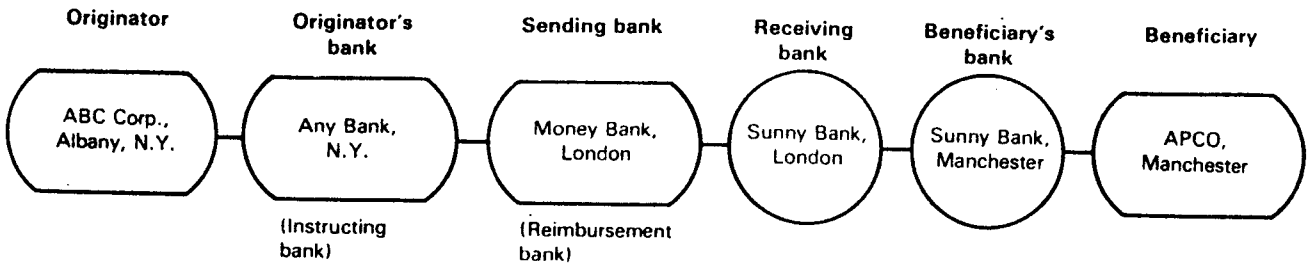 Originator
Originator's
bank
Sending bank
Receiving
bank
Beneficiary's
bank
Beneficiary
ABC Corp.,
Albany, N.Y.
Any Bank,
N.Y.
Money Bank,
London
Sunny Bank,
London
Sunny Bank,
Manchester
APCO,
Manchester
(Instructing
bank)
(Reimbursement
bank)